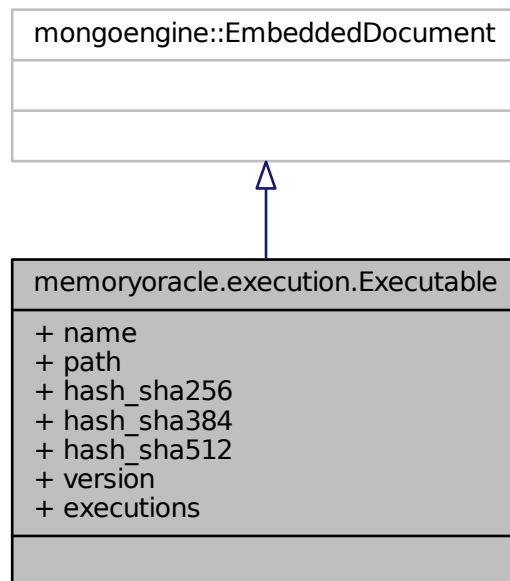 mongoengine::EmbeddedDocument
memoryoracle.execution.Executable
+ name
+ path
+ hash_sha256
+ hash_sha384
+ hash_sha512
+ version
+ executions